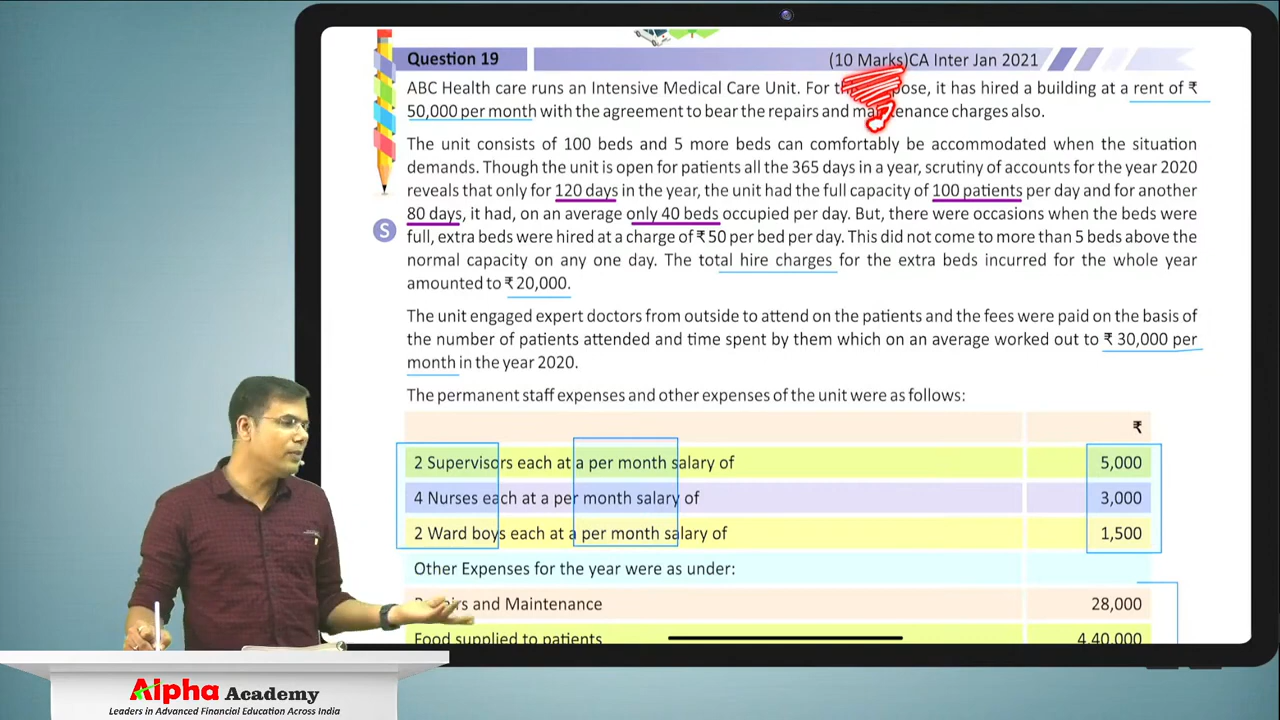 Question 19
(10 Marks)CA Inter Jan 2021
ABC Health care runs an Intensive Medical Care Unit. For it has hired a building at a rent of ₹
50,000 per month with the agreement to bear the repairs and maintenance charges also.
The unit consists of 100 beds and 5 more beds can comfortably be accommodated when the situation
demands. Though the unit is open for patients all the 365 days in a year, scrutiny of accounts for the year 2020
reveals that only for 120 days in the year, the unit had the full capacity of 100 patients per day and for another
80 days, it had, on an average only 40 beds occupied per day. But, there were occasions when the beds were
S
full, extra beds were hired at a charge of ₹ 50 per bed per day. This did not come to more than 5 beds above the
normal capacity on any one day. The total hire charges for the extra beds incurred for the whole year
amounted to ₹ 20,000.
The unit engaged expert doctors from outside to attend on the patients and the fees were paid on the basis of
the number of patients attended and time spent by them which on an average worked out to ₹ 30,000 per
month in the year 2020.
The permanent staff expenses and other expenses of the unit were as follows:
₹
2 Supervisors each at a per month salary of 5,000
4 Nurses each at a per month salary of 3,000
2 Ward boys each at a per month salary of 1,500
Other Expenses for the year were as under:
Repairs and Maintenance 28,000
Food supplied to patients 4,40,000
Alpha Academy
Leaders in Advanced Financial Education Across India